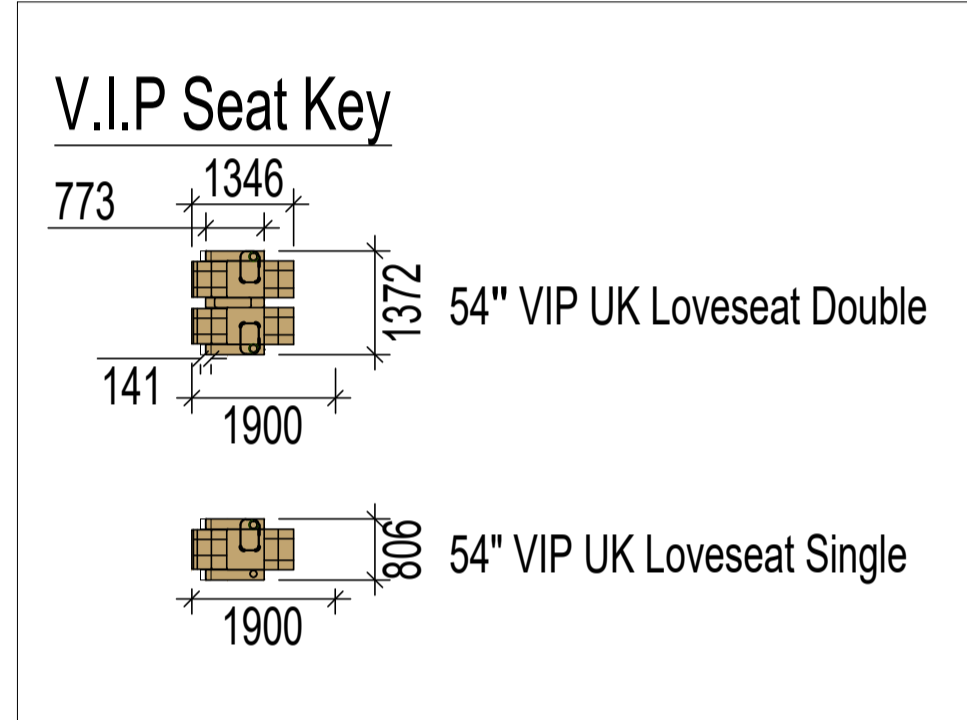 V.I.P Seat Key
1346
773
1372
54" VIP UK Loveseat Double
141
1900
806
54" VIP UK Loveseat Single
1900